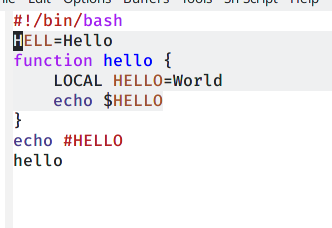 Edit Options Buffers Tools Sh-Script Help
#!/bin/bash
HELL=Hello
function hello {
    LOCAL HELLO=World
    echo $HELLO
}
echo #HELLO
hello